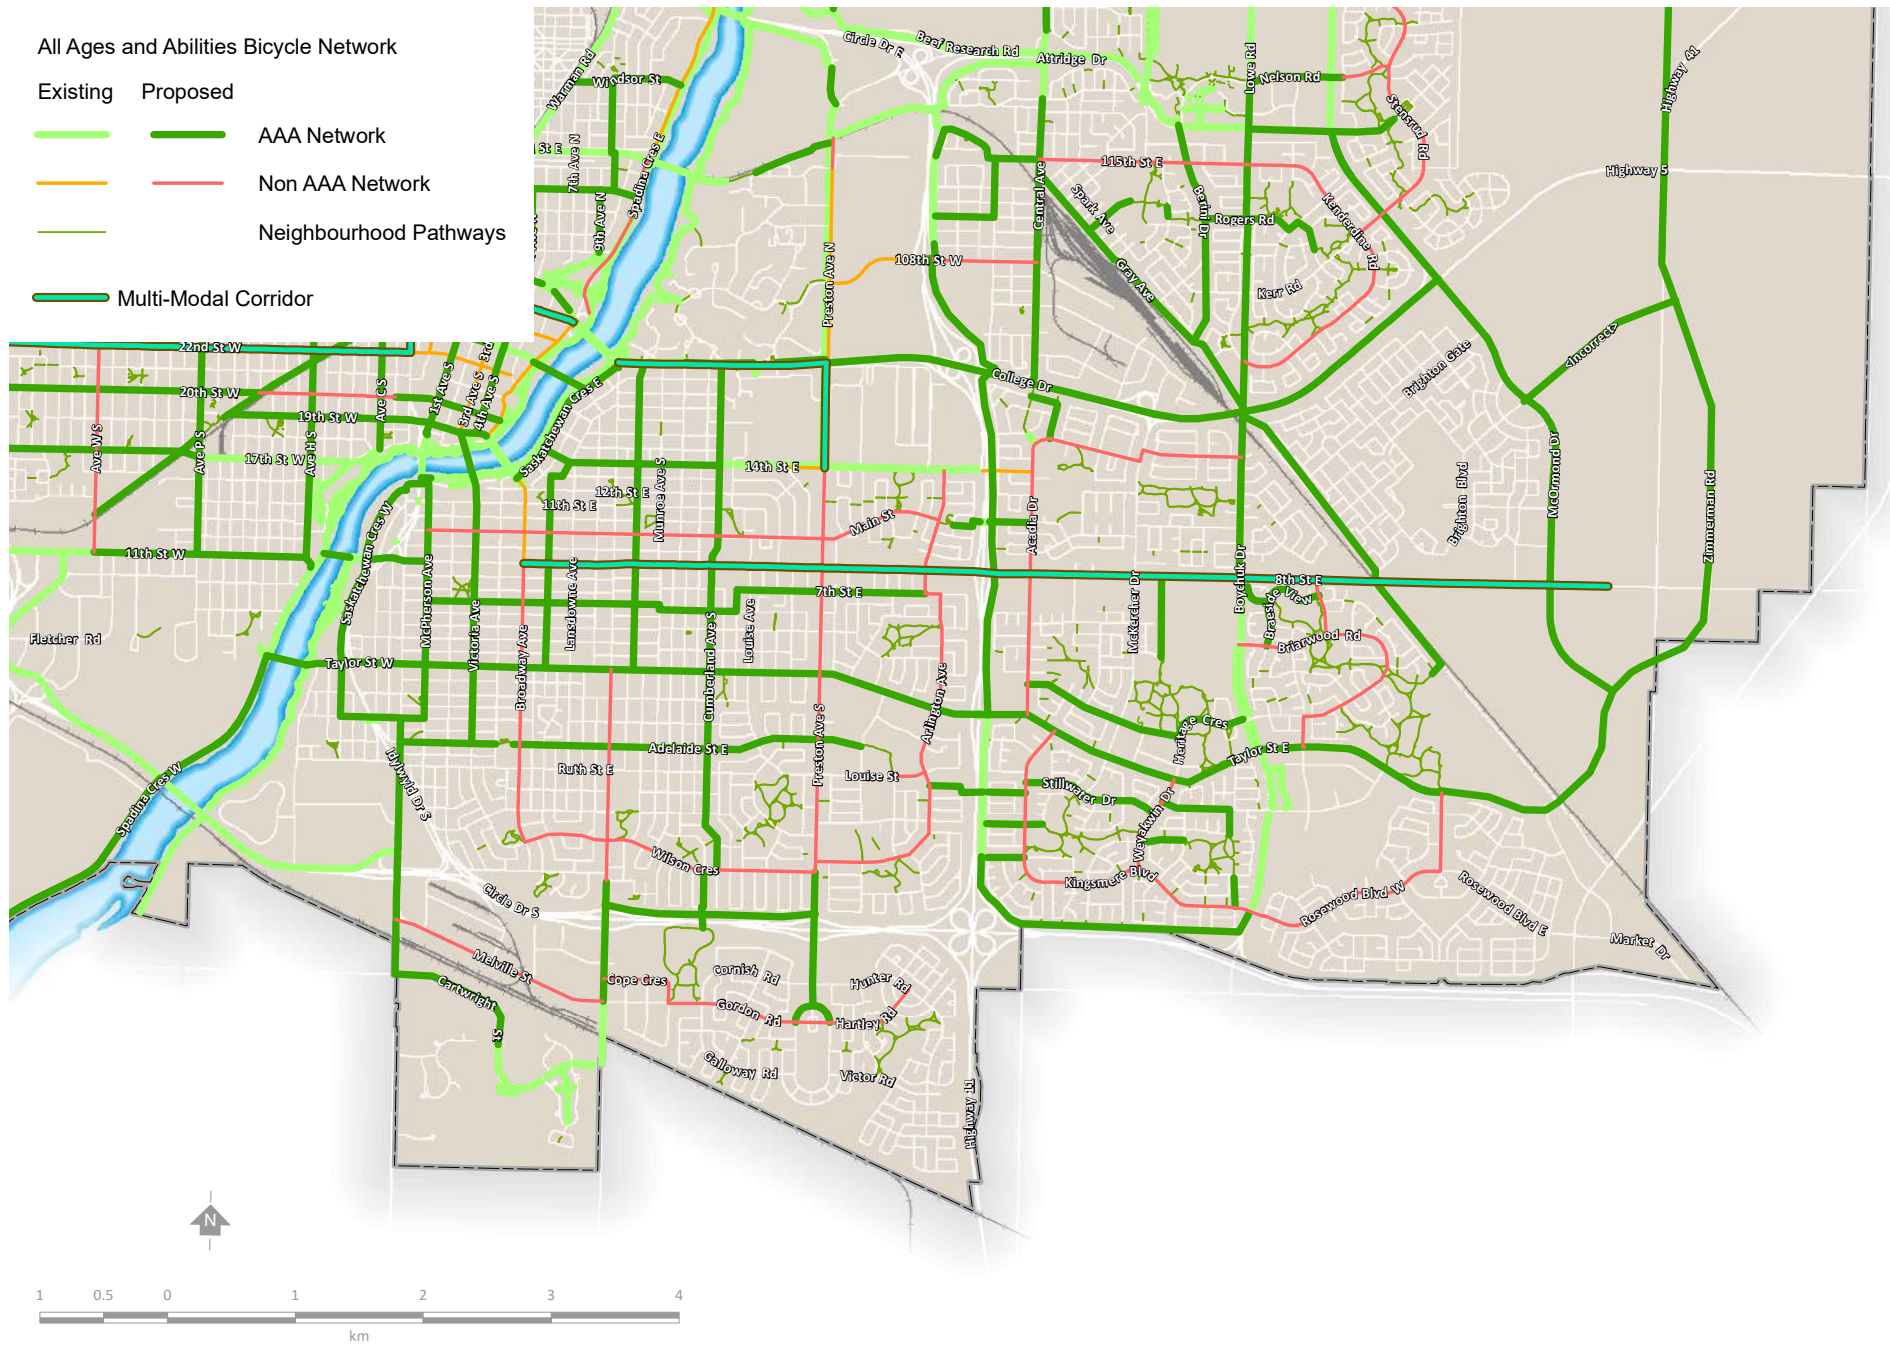 All Ages and Abilities Bicycle Network
Existing Proposed
AAA Network
Non AAA Network
Neighbourhood Pathways
Multi-Modal Corridor
Circle Dr E
Beef Research Rd
Attridge Dr
Lowe Rd
Nelson Rd
Highway 41
Warman Rd
Windsor St
Stensrud Rd
St E
7th Ave N
Spadina Cres E
9th Ave N
Central Ave
115th St E
Spark Ave
Berini Dr
Rogers Rd
Kenderdine Rd
Highway 5
Preston Ave N
108th St W
Gray Ave
Kerr Rd
<Incorrect>
22nd St W
20th St W
19th St W
17th St W
11th St W
Ave W S
Ave P S
Ave H S
Ave C S
1st Ave S
3rd Ave S
4th Ave S
3rd
Saskatchewan Cres E
College Dr
Brighton Gate
Brighton Blvd
McOrmond Dr
Zimmerman Rd
14th St E
12th St E
11th St E
Munroe Ave S
Main St
Acadia Dr
8th St E
7th St E
Boychuk Dr
Braeside View
Briarwood Rd
McKercher Dr
Saskatchewan Cres W
McPherson Ave
Victoria Ave
Broadway Ave
Lansdowne Ave
Cumberland Ave S
Louise Ave
Fletcher Rd
Taylor St W
Arlington Ave
Preston Ave S
Heritage Cres
Taylor St E
Adelaide St E
Ruth St E
Louise St
Stillwater Dr
Weyakwin Dr
Idylwyld Dr S
Spadina Cres W
Wilson Cres
Kingsmere Blvd
Rosewood Blvd W
Rosewood Blvd E
Market Dr
Circle Dr S
Melville St
Cartwright St
Cope Cres
Cornish Rd
Gordon Rd
Hunter Rd
Hartley Rd
Galloway Rd
Victor Rd
Highway 11
N
1 0.5 0 1 2 3 4
km